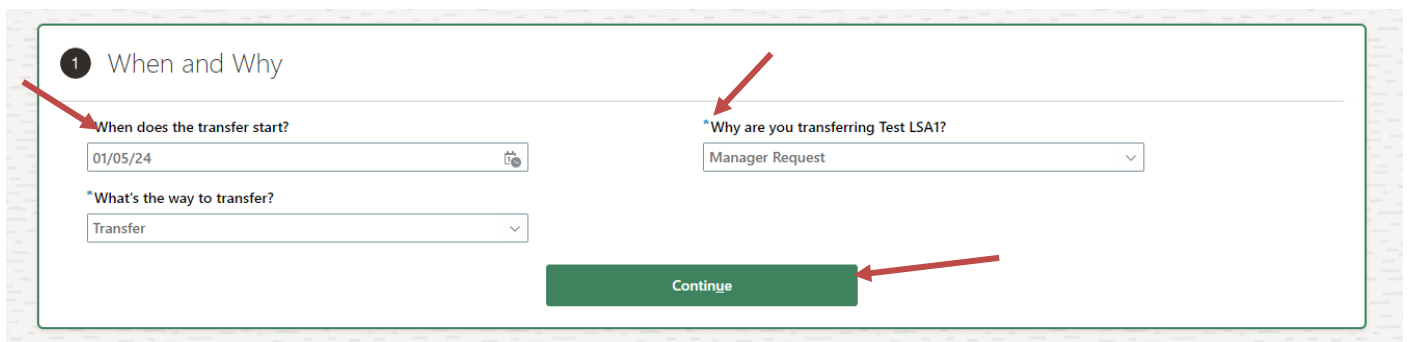 1 When and Why
When does the transfer start?
*Why are you transferring Test LSA1?
01/05/24
Manager Request
*What's the way to transfer?
Transfer
Continue